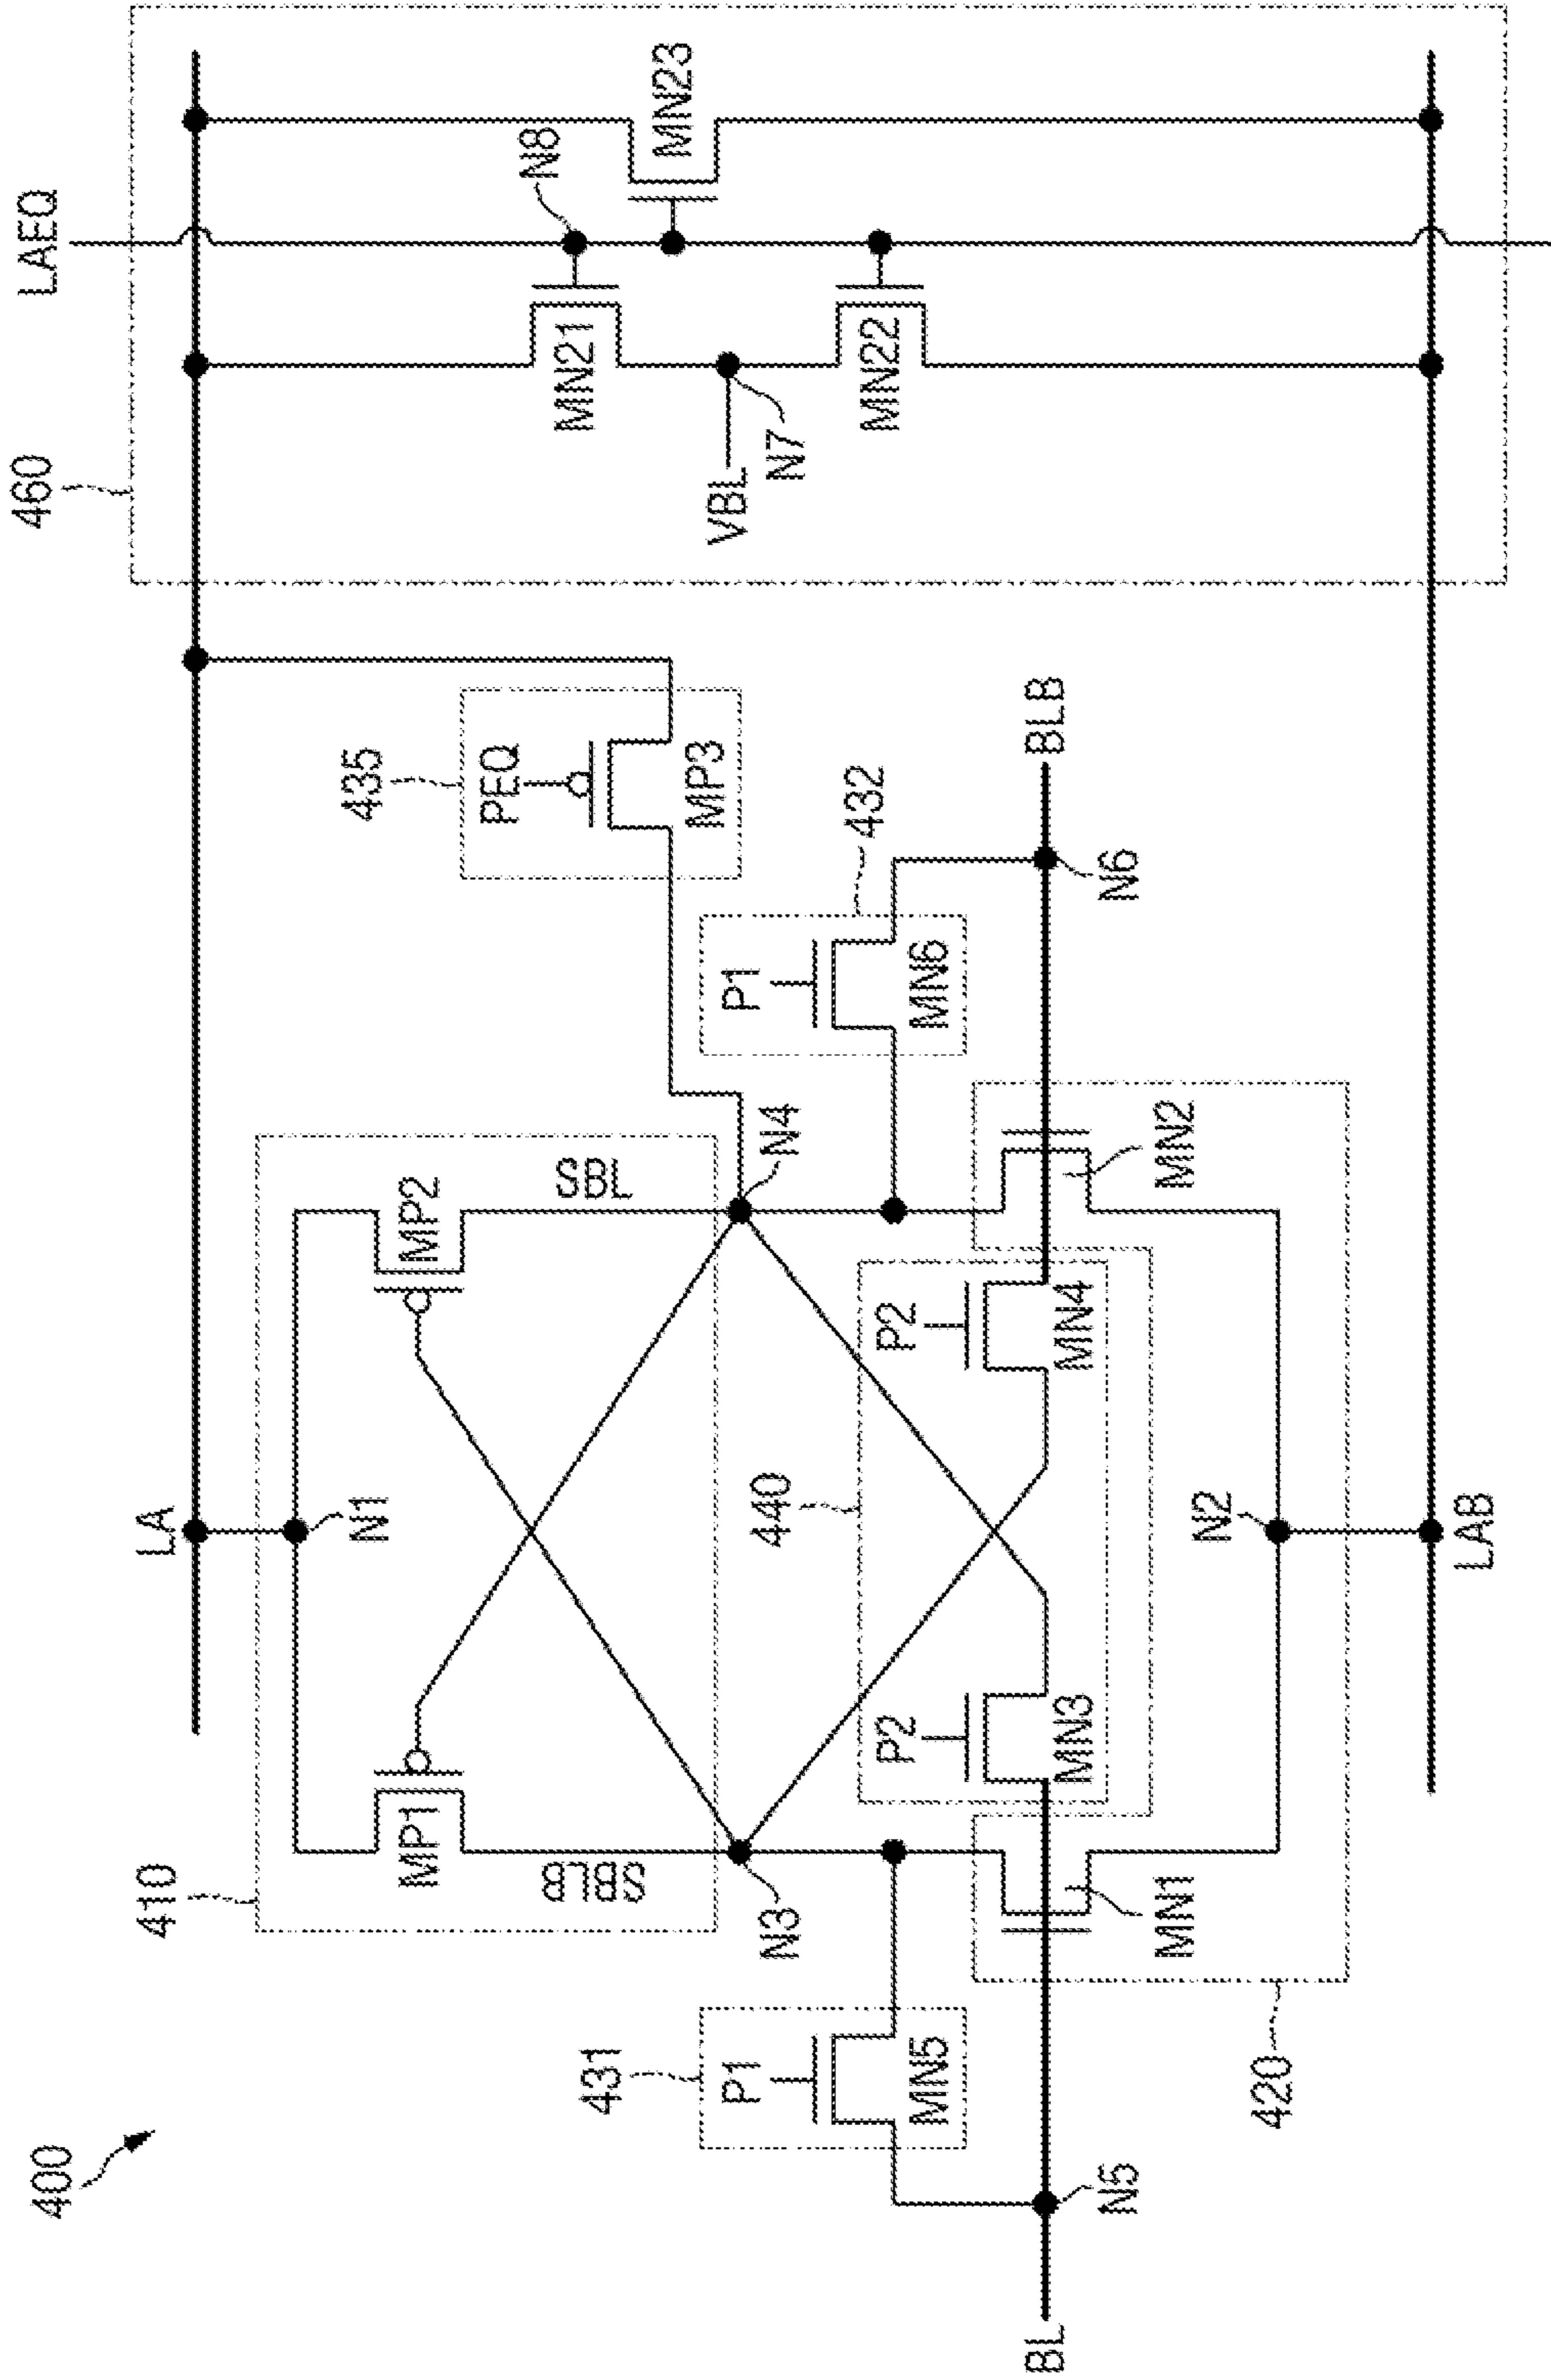 400
LA
LAEQ
460
410
N1
MP1
MP2
SBLB
SBL
435
PEQ
MP3
N8
MN21
MN23
VBL
N7
MN22
N3
N4
431
P1
MN5
440
P2
MN3
P2
MN4
P1
MN6
432
BL
N5
MN1
MN2
N6
BLB
420
N2
LAB